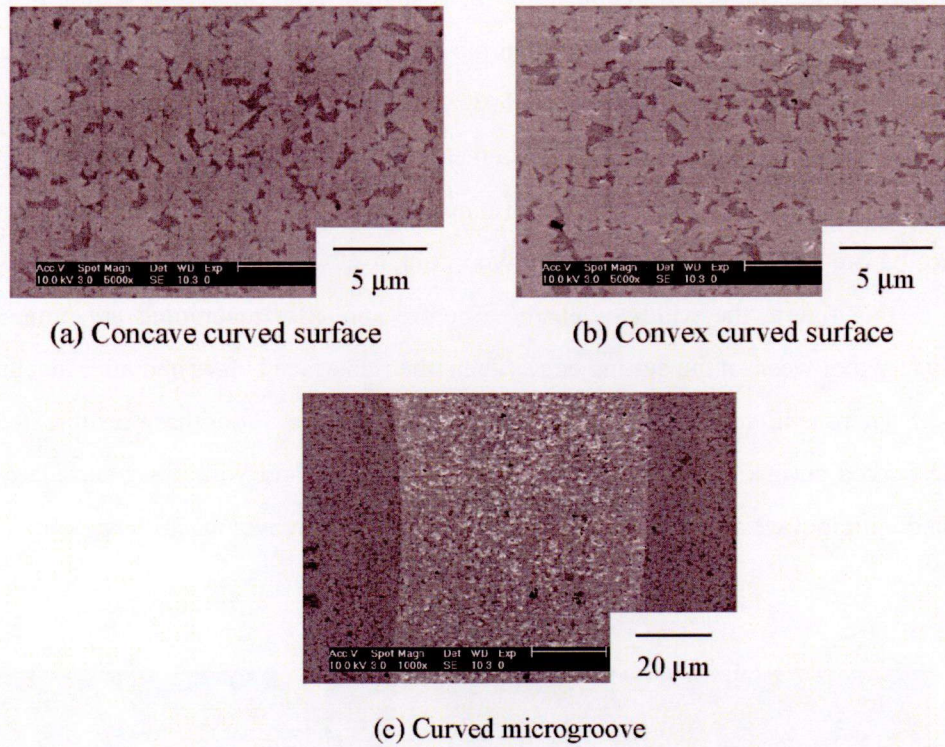 Acc.V Spot Magn Det WD Exp
10.0 kV 3.0 5000x SE 10.3 0
5 μm
(a) Concave curved surface
Acc.V Spot Magn Det WD Exp
10.0 kV 3.0 5000x SE 10.3 0
5 μm
(b) Convex curved surface
Acc.V Spot Magn Det WD Exp
10.0 kV 3.0 1000x SE 10.3 0
20 μm
(c) Curved microgroove